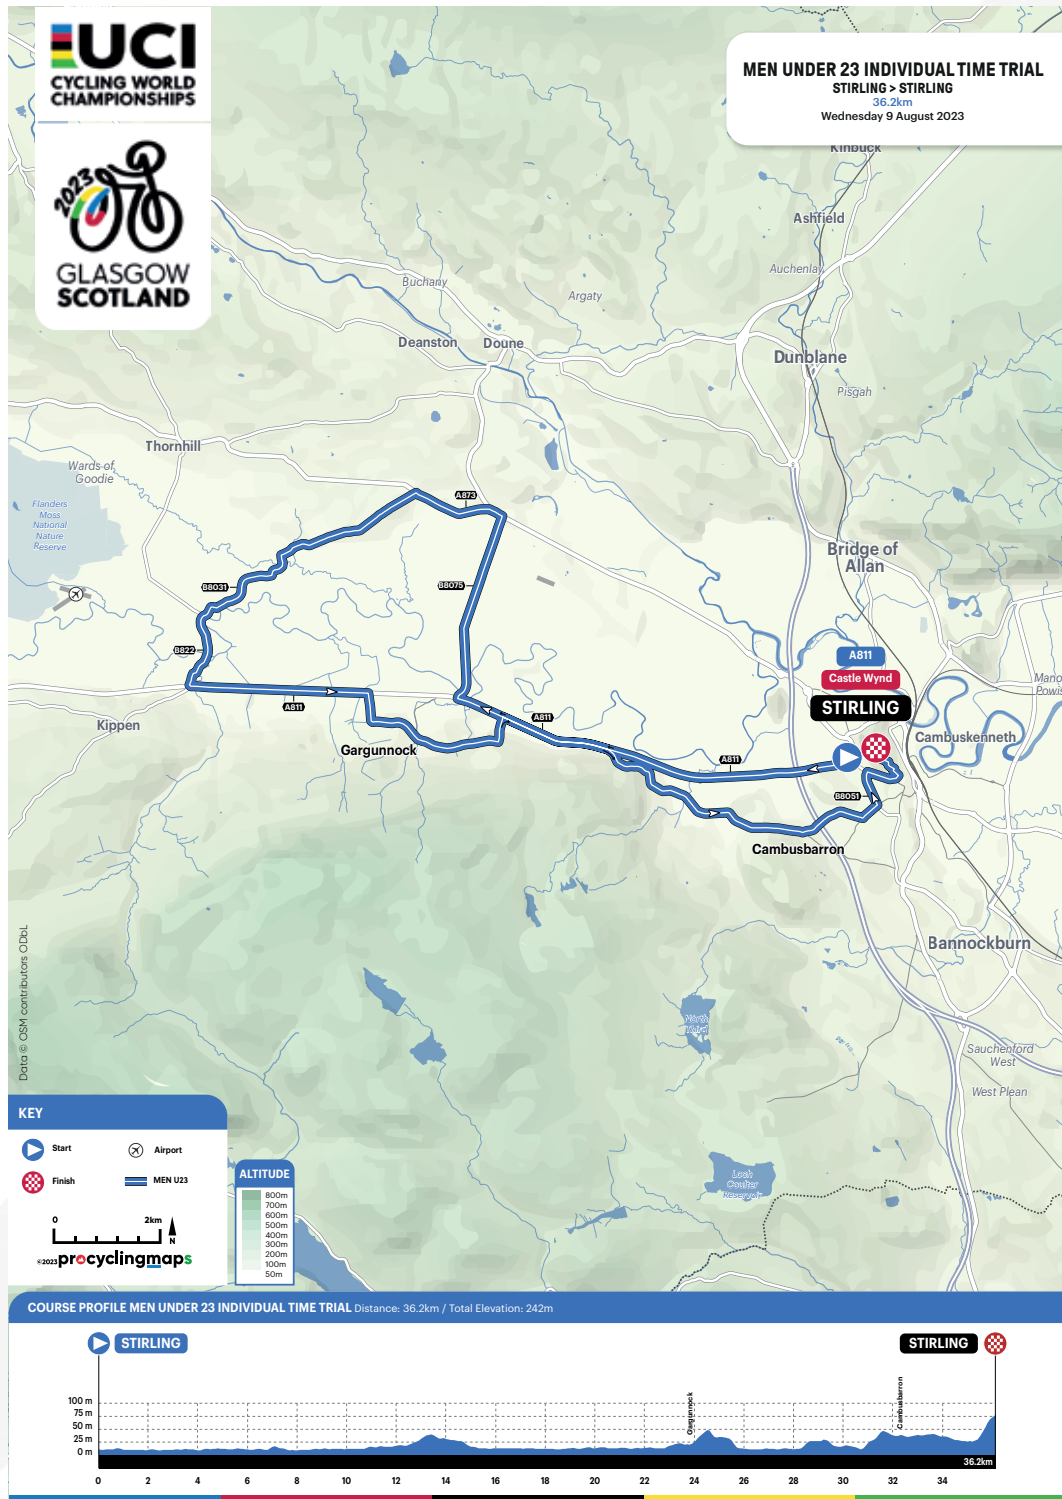 UCI
CYCLING WORLD
CHAMPIONSHIPS
2023
GLASGOW
SCOTLAND
MEN UNDER 23 INDIVIDUAL TIME TRIAL
STIRLING > STIRLING
36.2km
Wednesday 9 August 2023
Kinbuck
Ashfield
Auchenlay
Buchany
Argaty
Deanston
Doune
Dunblane
Pisgah
Thornhill
Wards of
Goodie
Flanders
Moss
National
Nature
Reserve
A873
Bridge of
Allan
B8031
B8075
B822
A811
Castle Wynd
STIRLING
Kippen
A811
Gargunnock
A811
A811
Cambuskenneth
B8051
Cambusbarron
Bannockburn
North
Third
Sauchenford
West
West Plean
Loch
Coulter
Reservoir
Data © OSM contributors ODbL
KEY
Start
Airport
Finish
MEN U23
0 2km
N
©2023 procyclingmaps
ALTITUDE
800m
700m
600m
500m
400m
300m
200m
100m
50m
COURSE PROFILE MEN UNDER 23 INDIVIDUAL TIME TRIAL Distance: 36.2km / Total Elevation: 242m
STIRLING
STIRLING
100 m
75 m
50 m
25 m
0 m
Gargunnock
Cambusbarron
36.2km
0 2 4 6 8 10 12 14 16 18 20 22 24 26 28 30 32 34